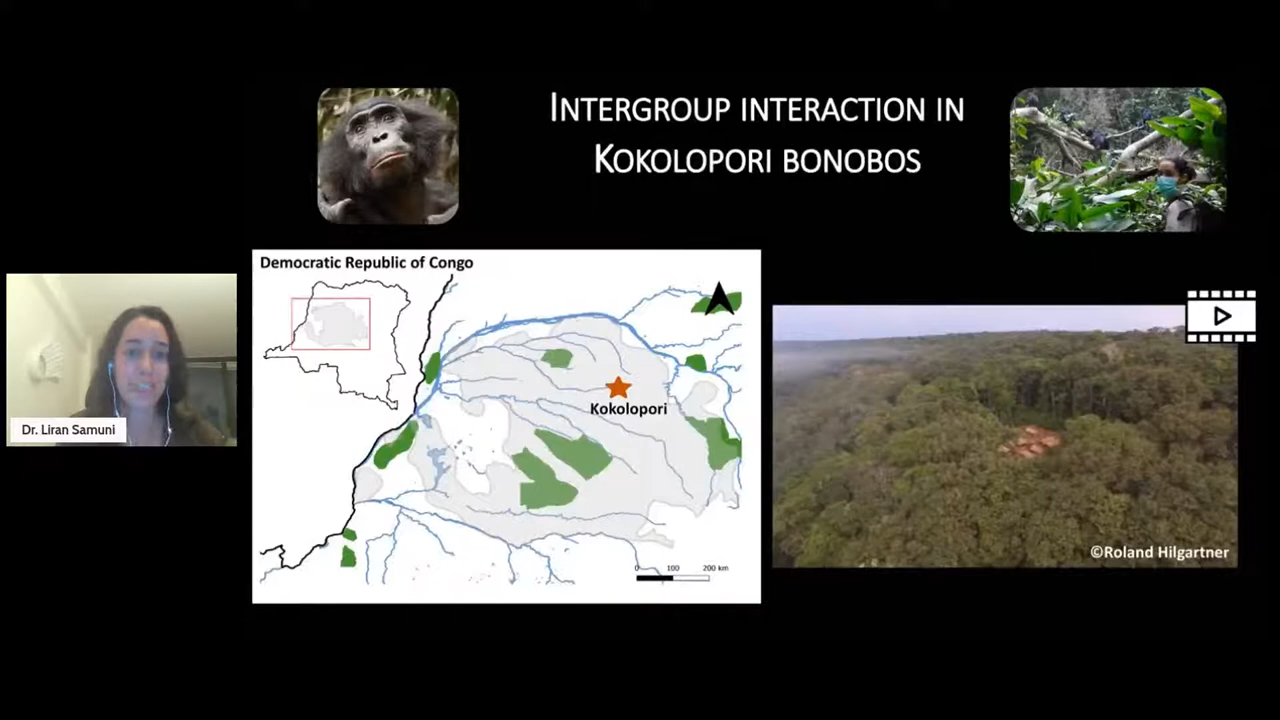 INTERGROUP INTERACTION IN
KOKOLOPORI BONOBOS
Democratic Republic of Congo
Kokolopori
0 100 200 km
©Roland Hilgartner
Dr. Liran Samuni